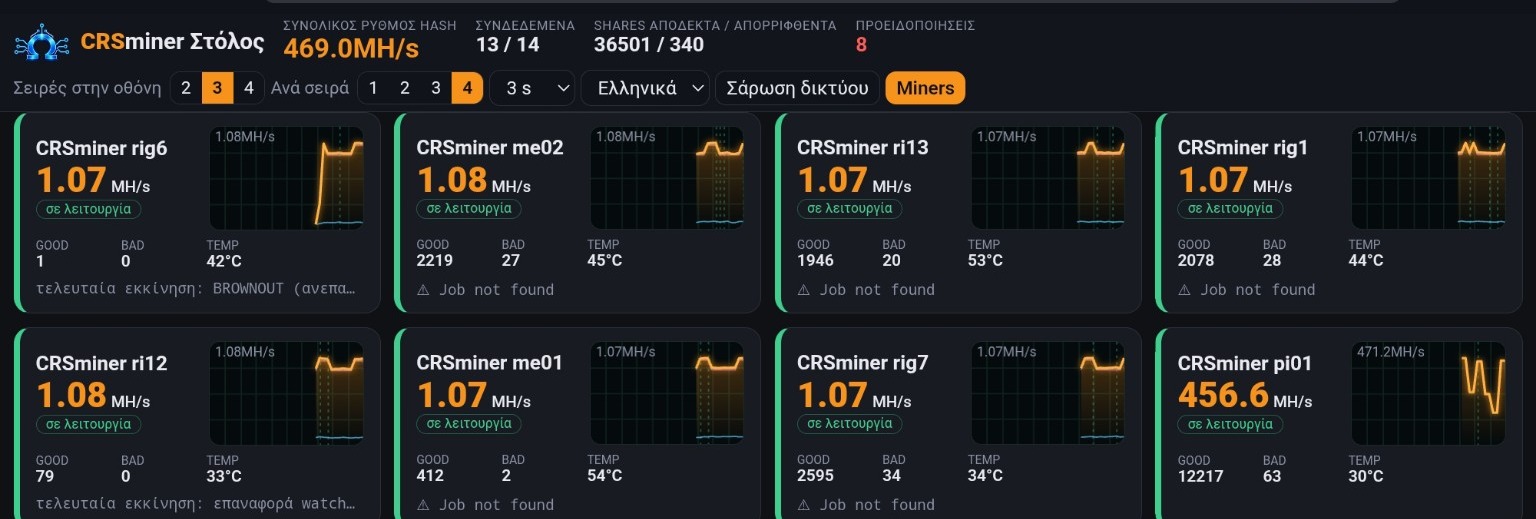 CRSminer Στόλος
ΣΥΝΟΛΙΚΟΣ ΡΥΘΜΟΣ HASH
469.0MH/s
ΣΥΝΔΕΔΕΜΕΝΑ
13 / 14
SHARES ΑΠΟΔΕΚΤΑ / ΑΠΟΡΡΙΦΘΕΝΤΑ
36501 / 340
ΠΡΟΕΙΔΟΠΟΙΗΣΕΙΣ
8
Σειρές στην οθόνη 2 3 4 Ανά σειρά 1 2 3 4 3 s Ελληνικά Σάρωση δικτύου Miners
CRSminer rig6
1.07 MH/s
σε λειτουργία
1.08MH/s
GOOD BAD TEMP
1 0 42°C
τελευταία εκκίνηση: BROWNOUT (ανεπα…
CRSminer me02
1.08 MH/s
σε λειτουργία
1.08MH/s
GOOD BAD TEMP
2219 27 45°C
⚠ Job not found
CRSminer ri13
1.07 MH/s
σε λειτουργία
1.07MH/s
GOOD BAD TEMP
1946 20 53°C
⚠ Job not found
CRSminer rig1
1.07 MH/s
σε λειτουργία
1.07MH/s
GOOD BAD TEMP
2078 28 44°C
⚠ Job not found
CRSminer ri12
1.08 MH/s
σε λειτουργία
1.08MH/s
GOOD BAD TEMP
79 0 33°C
τελευταία εκκίνηση: επαναφορά watch…
CRSminer me01
1.07 MH/s
σε λειτουργία
1.07MH/s
GOOD BAD TEMP
412 2 54°C
⚠ Job not found
CRSminer rig7
1.07 MH/s
σε λειτουργία
1.07MH/s
GOOD BAD TEMP
2595 34 34°C
⚠ Job not found
CRSminer pi01
456.6 MH/s
σε λειτουργία
471.2MH/s
GOOD BAD TEMP
12217 63 30°C